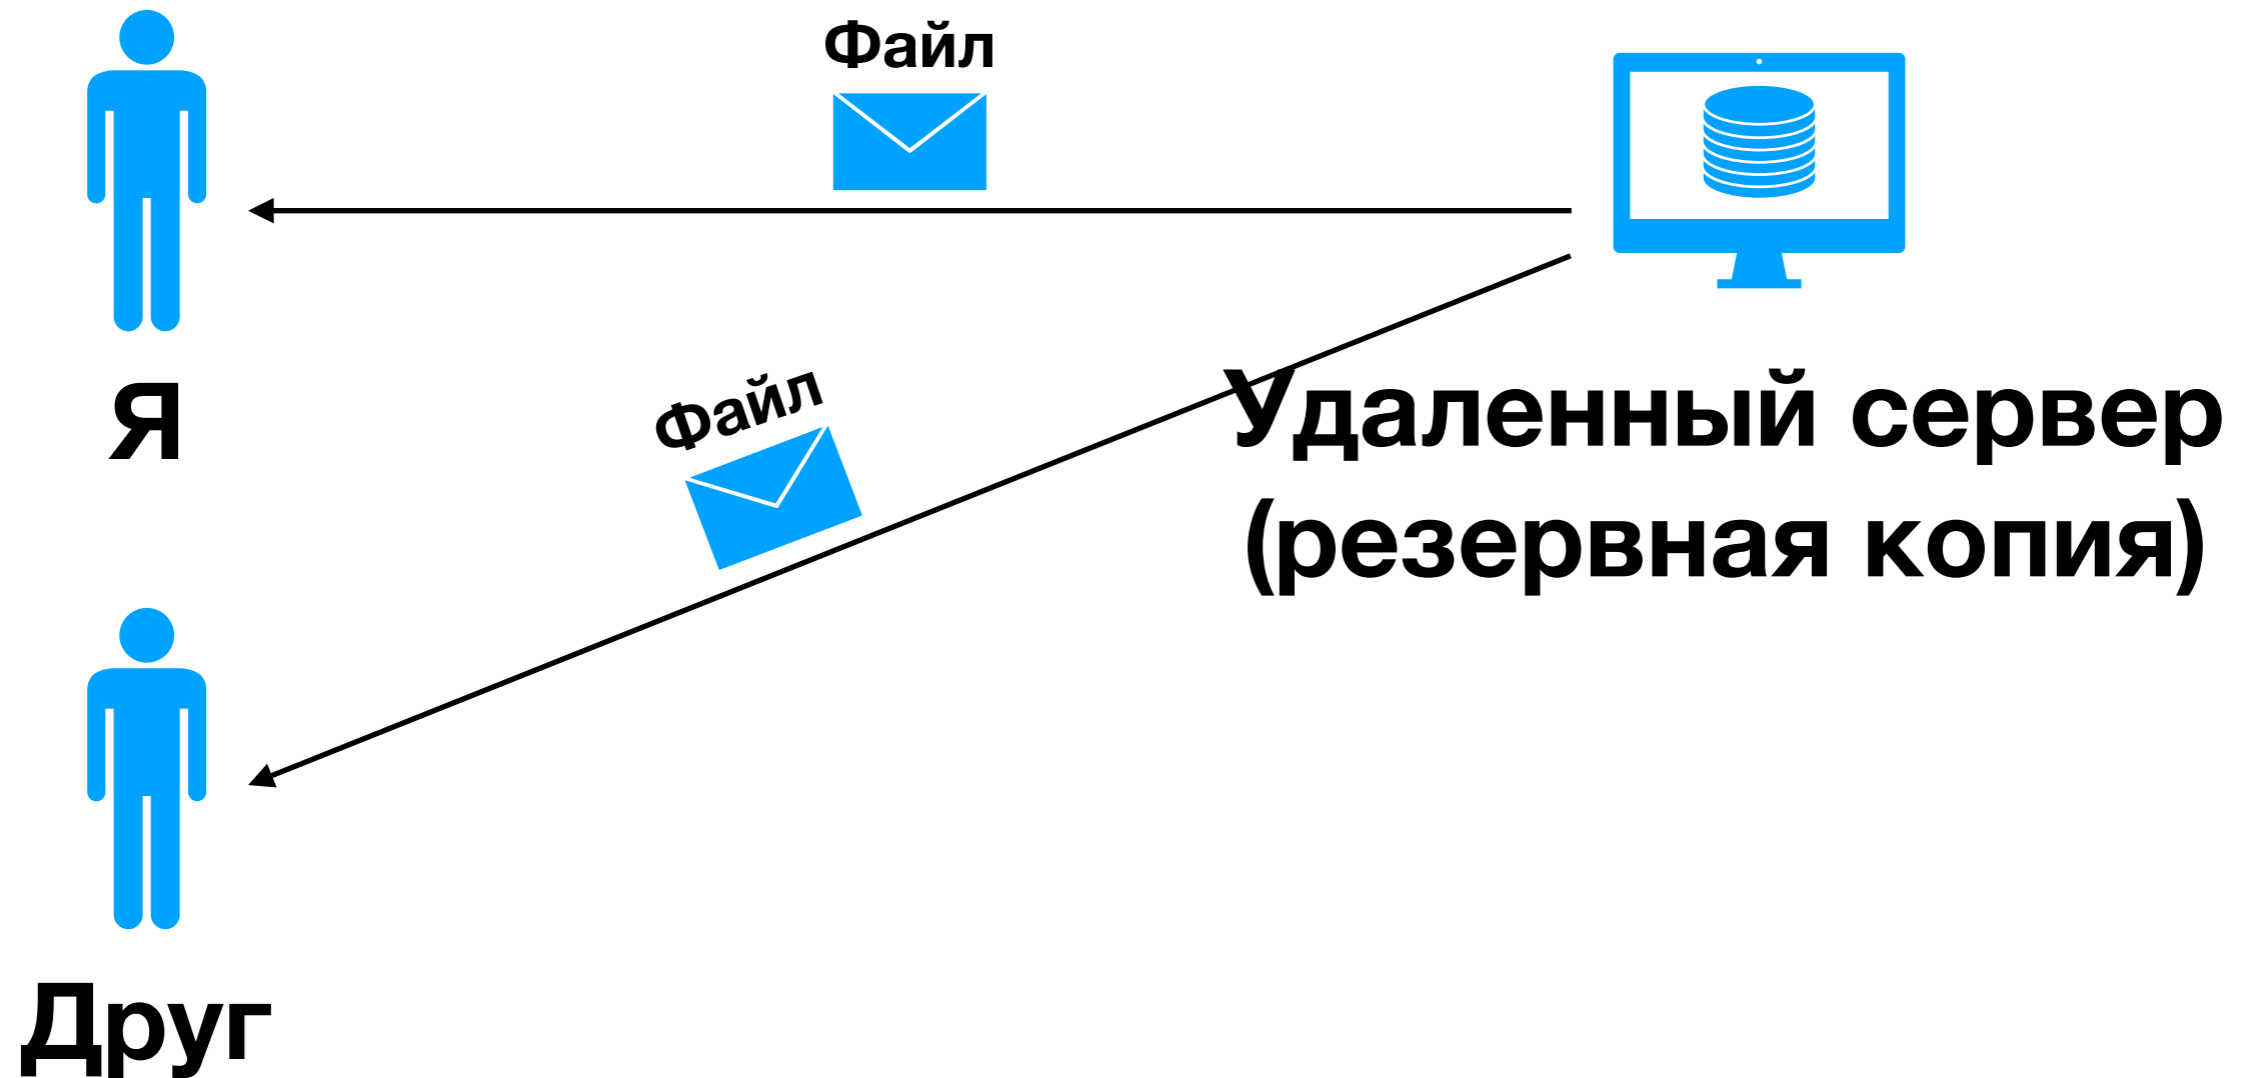 Файл
Я
Файл
Удаленный сервер
(резервная копия)
Друг